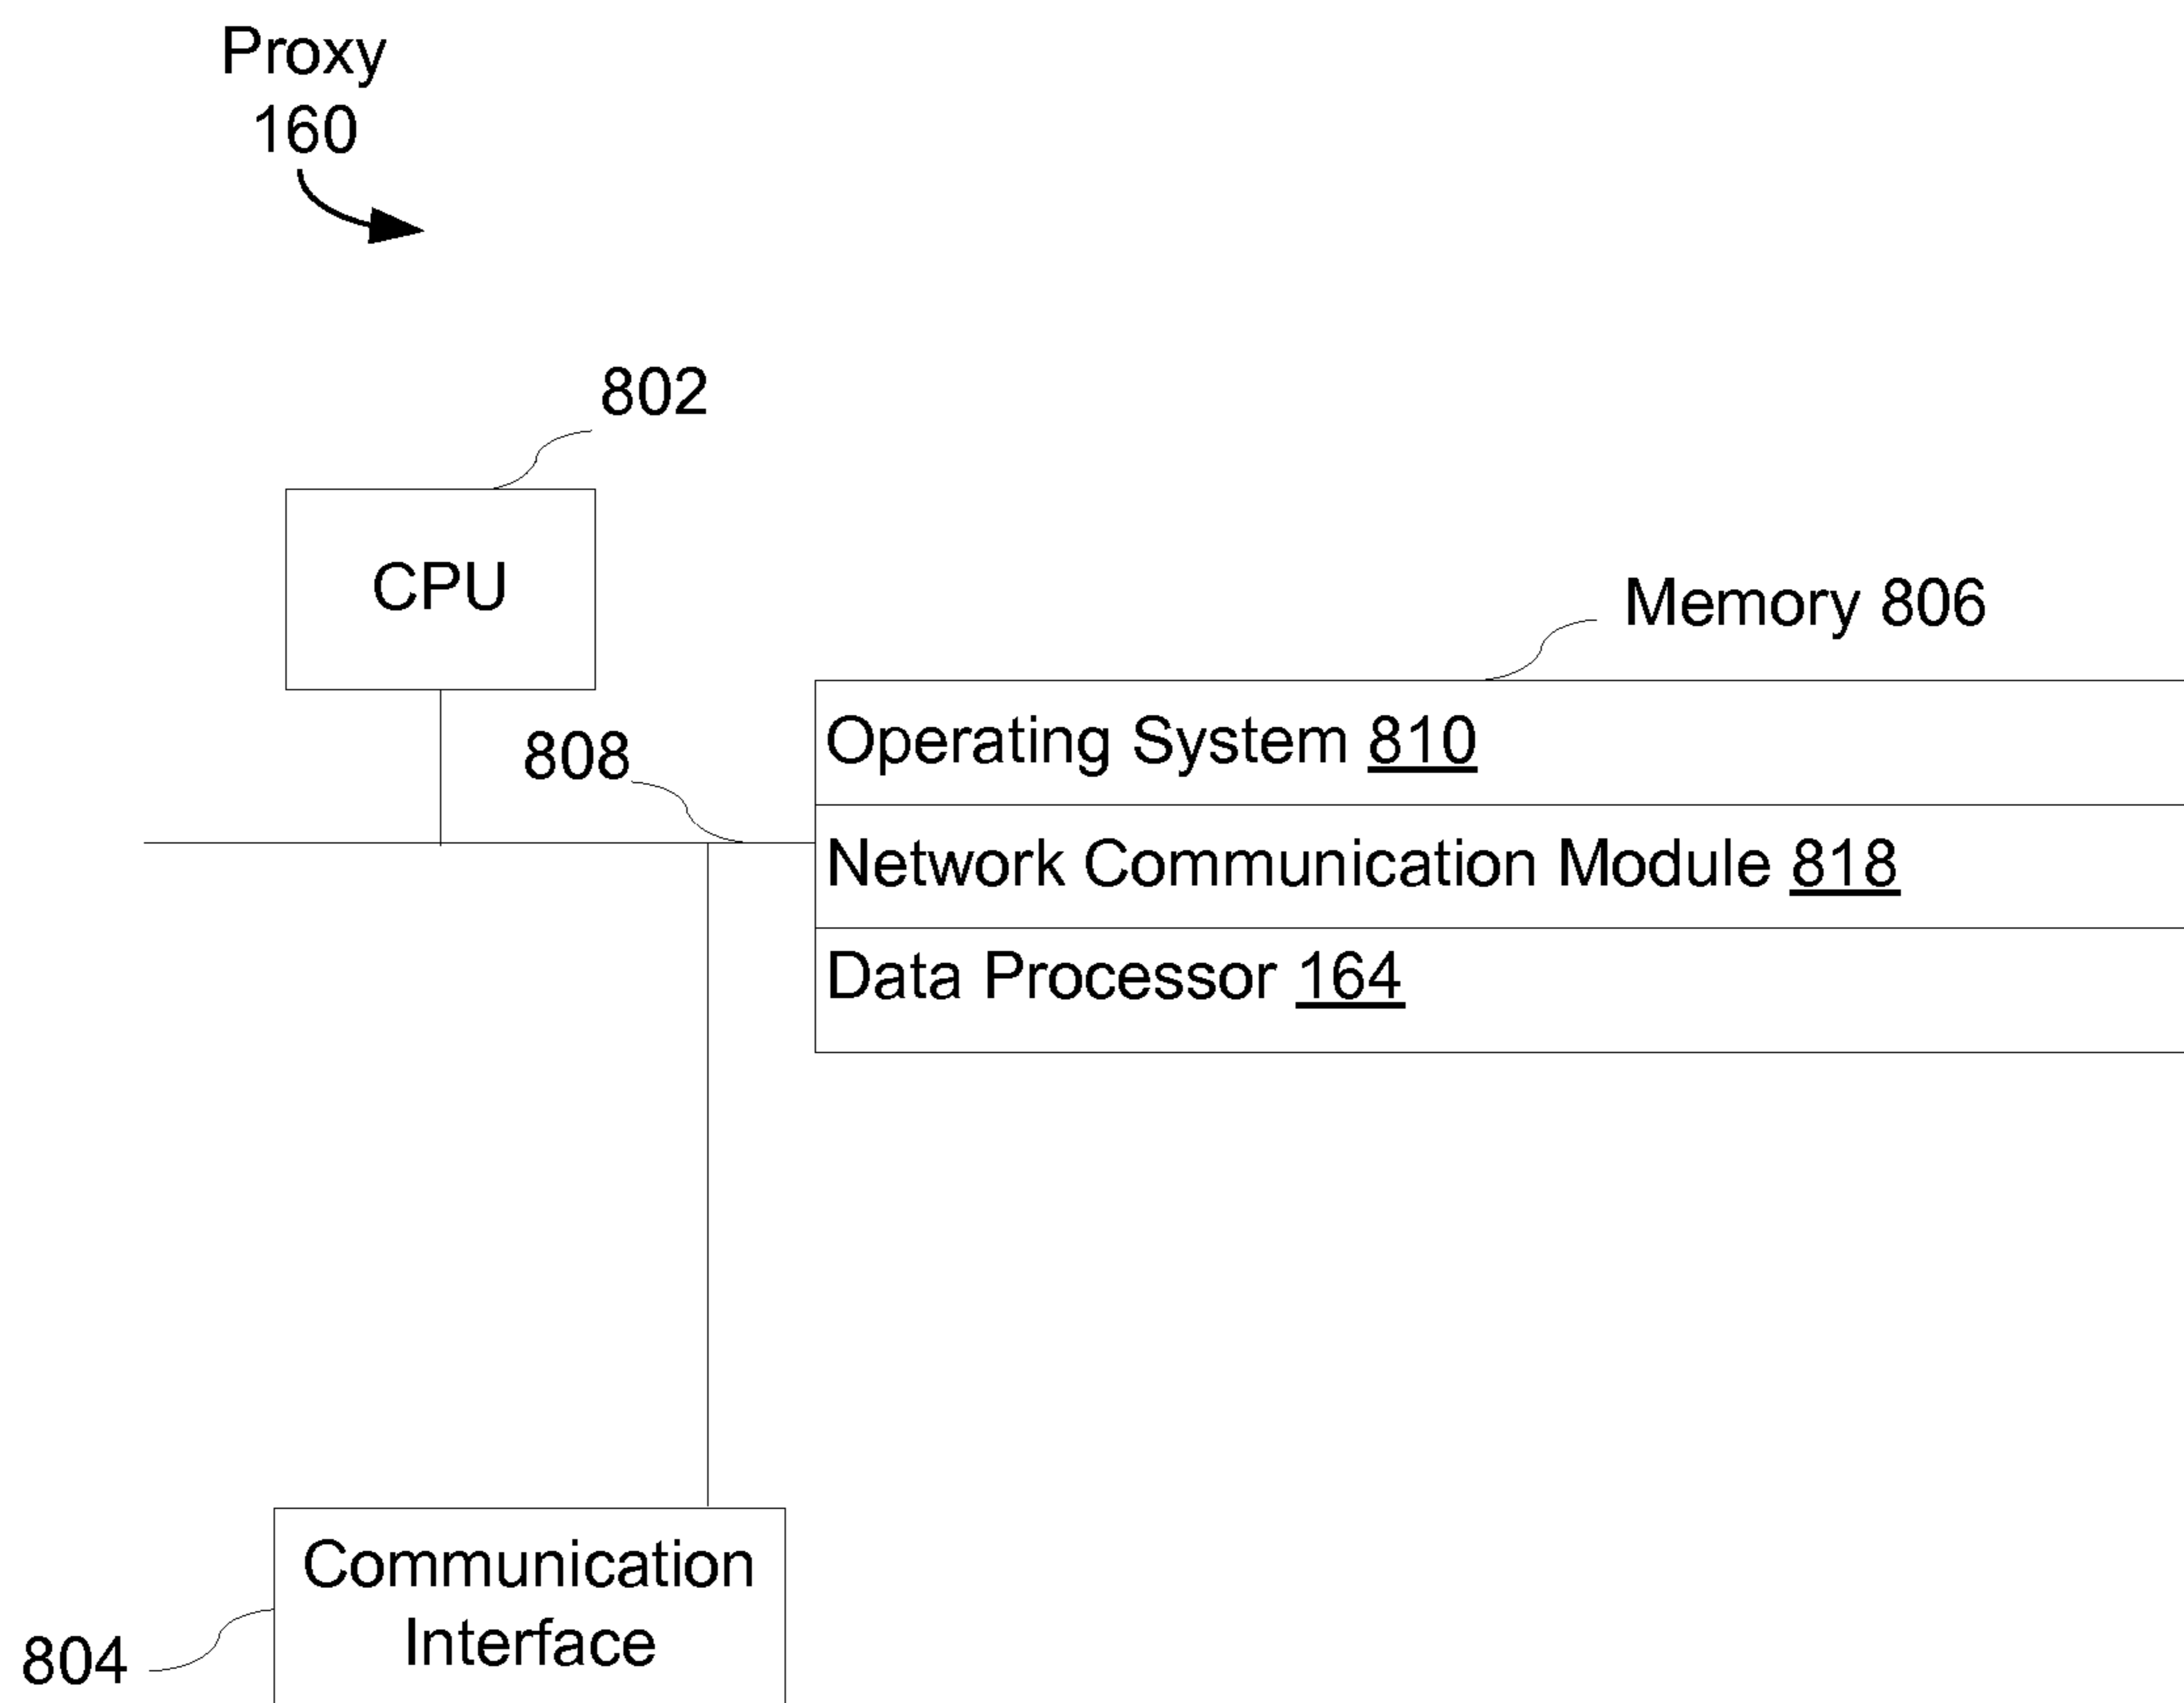 Proxy
160
802
CPU
Memory 806
808
Operating System 810
Network Communication Module 818
Data Processor 164
Communication
Interface
804